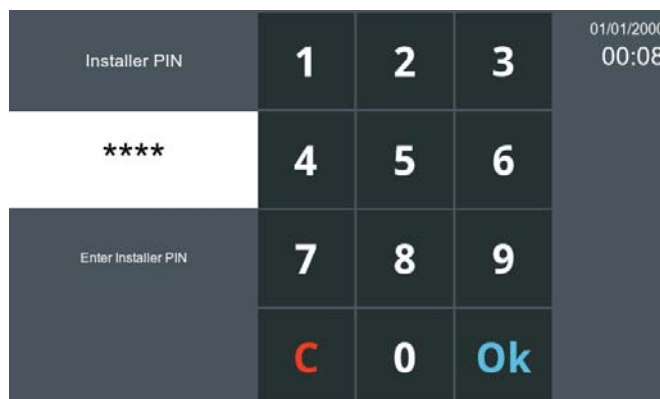 Installer PIN
****
Enter Installer PIN
1 2 3
4 5 6
7 8 9
C 0 Ok
01/01/2000
00:08